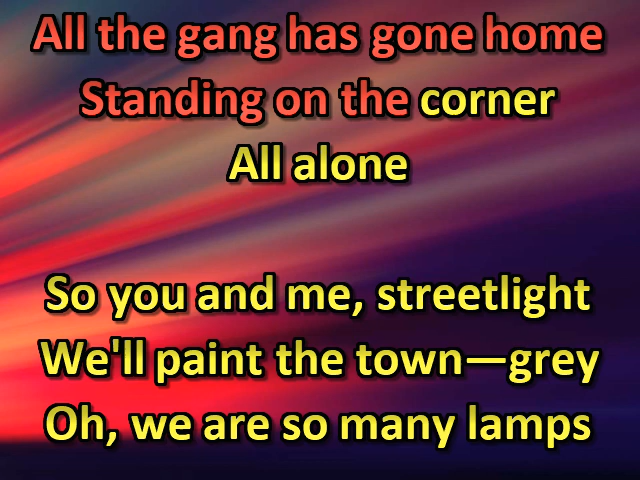 All the gang has gone home
Standing on the corner
All alone
So you and me, streetlight
We'll paint the town—grey
Oh, we are so many lamps